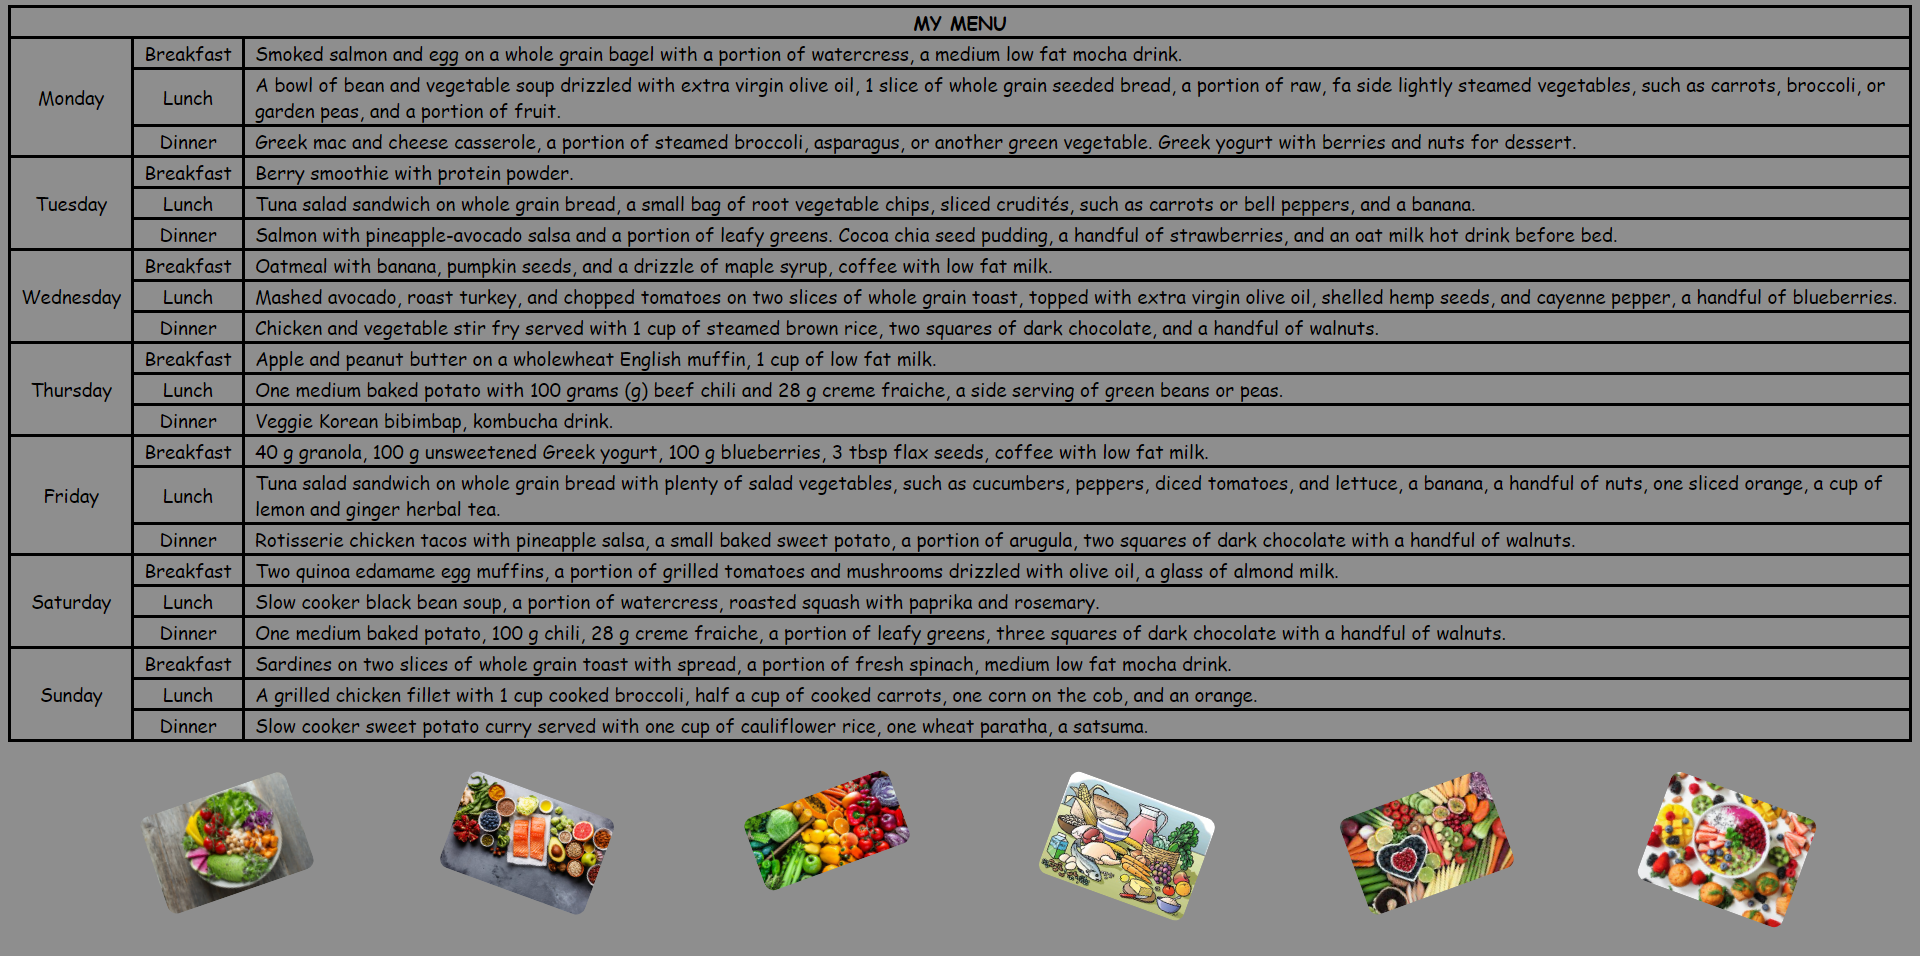 MY MENU
Monday
Breakfast
Smoked salmon and egg on a whole grain bagel with a portion of watercress, a medium low fat mocha drink.
Lunch
A bowl of bean and vegetable soup drizzled with extra virgin olive oil, 1 slice of whole grain seeded bread, a portion of raw, fa side lightly steamed vegetables, such as carrots, broccoli, or
garden peas, and a portion of fruit.
Dinner
Greek mac and cheese casserole, a portion of steamed broccoli, asparagus, or another green vegetable. Greek yogurt with berries and nuts for dessert.
Tuesday
Breakfast
Berry smoothie with protein powder.
Lunch
Tuna salad sandwich on whole grain bread, a small bag of root vegetable chips, sliced crudités, such as carrots or bell peppers, and a banana.
Dinner
Salmon with pineapple-avocado salsa and a portion of leafy greens. Cocoa chia seed pudding, a handful of strawberries, and an oat milk hot drink before bed.
Wednesday
Breakfast
Oatmeal with banana, pumpkin seeds, and a drizzle of maple syrup, coffee with low fat milk.
Lunch
Mashed avocado, roast turkey, and chopped tomatoes on two slices of whole grain toast, topped with extra virgin olive oil, shelled hemp seeds, and cayenne pepper, a handful of blueberries.
Dinner
Chicken and vegetable stir fry served with 1 cup of steamed brown rice, two squares of dark chocolate, and a handful of walnuts.
Thursday
Breakfast
Apple and peanut butter on a wholewheat English muffin, 1 cup of low fat milk.
Lunch
One medium baked potato with 100 grams (g) beef chili and 28 g creme fraiche, a side serving of green beans or peas.
Dinner
Veggie Korean bibimbap, kombucha drink.
Friday
Breakfast
40 g granola, 100 g unsweetened Greek yogurt, 100 g blueberries, 3 tbsp flax seeds, coffee with low fat milk.
Lunch
Tuna salad sandwich on whole grain bread with plenty of salad vegetables, such as cucumbers, peppers, diced tomatoes, and lettuce, a banana, a handful of nuts, one sliced orange, a cup of
lemon and ginger herbal tea.
Dinner
Rotisserie chicken tacos with pineapple salsa, a small baked sweet potato, a portion of arugula, two squares of dark chocolate with a handful of walnuts.
Saturday
Breakfast
Two quinoa edamame egg muffins, a portion of grilled tomatoes and mushrooms drizzled with olive oil, a glass of almond milk.
Lunch
Slow cooker black bean soup, a portion of watercress, roasted squash with paprika and rosemary.
Dinner
One medium baked potato, 100 g chili, 28 g creme fraiche, a portion of leafy greens, three squares of dark chocolate with a handful of walnuts.
Sunday
Breakfast
Sardines on two slices of whole grain toast with spread, a portion of fresh spinach, medium low fat mocha drink.
Lunch
A grilled chicken fillet with 1 cup cooked broccoli, half a cup of cooked carrots, one corn on the cob, and an orange.
Dinner
Slow cooker sweet potato curry served with one cup of cauliflower rice, one wheat paratha, a satsuma.